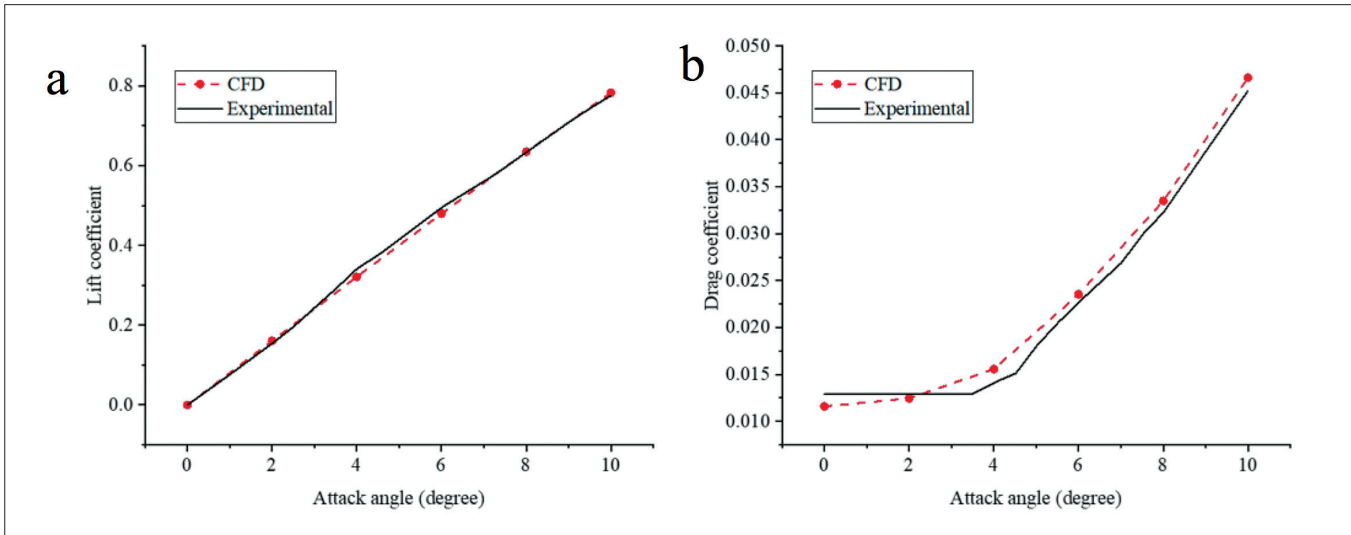 a
CFD
Experimental
Lift coefficient
0.8
0.6
0.4
0.2
0.0
0 2 4 6 8 10
Attack angle (degree)
b
CFD
Experimental
Drag coefficient
0.050
0.045
0.040
0.035
0.030
0.025
0.020
0.015
0.010
0 2 4 6 8 10
Attack angle (degree)